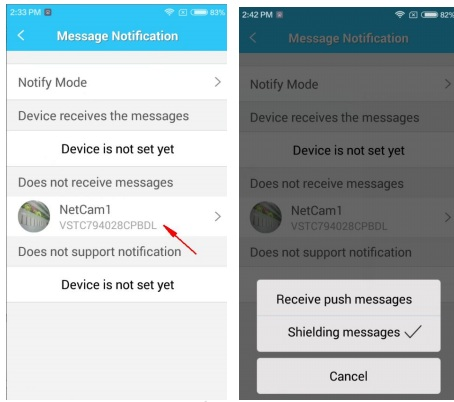 2:33 PM
83%
Message Notification
Notify Mode
Device receives the messages
Device is not set yet
Does not receive messages
NetCam1
VSTC794028CPBDL
Does not support notification
Device is not set yet
2:42 PM
82%
Message Notification
Notify Mode
Device receives the messages
Device is not set yet
Does not receive messages
NetCam1
VSTC794028CPBDL
Does not support notification
Receive push messages
Shielding messages
Cancel